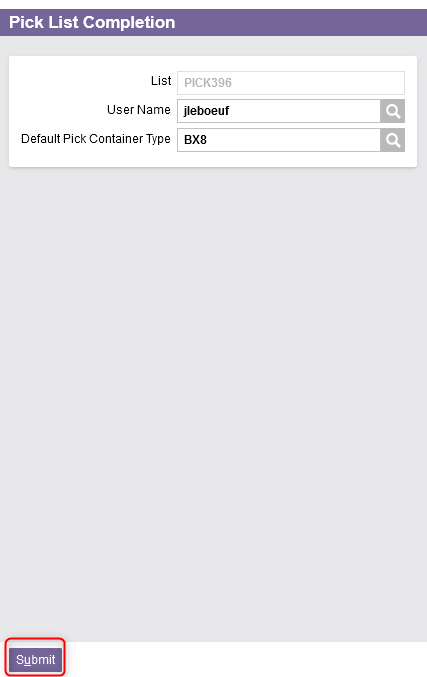 Pick List Completion
List PICK396
User Name jleboeuf
Default Pick Container Type BX8
Submit